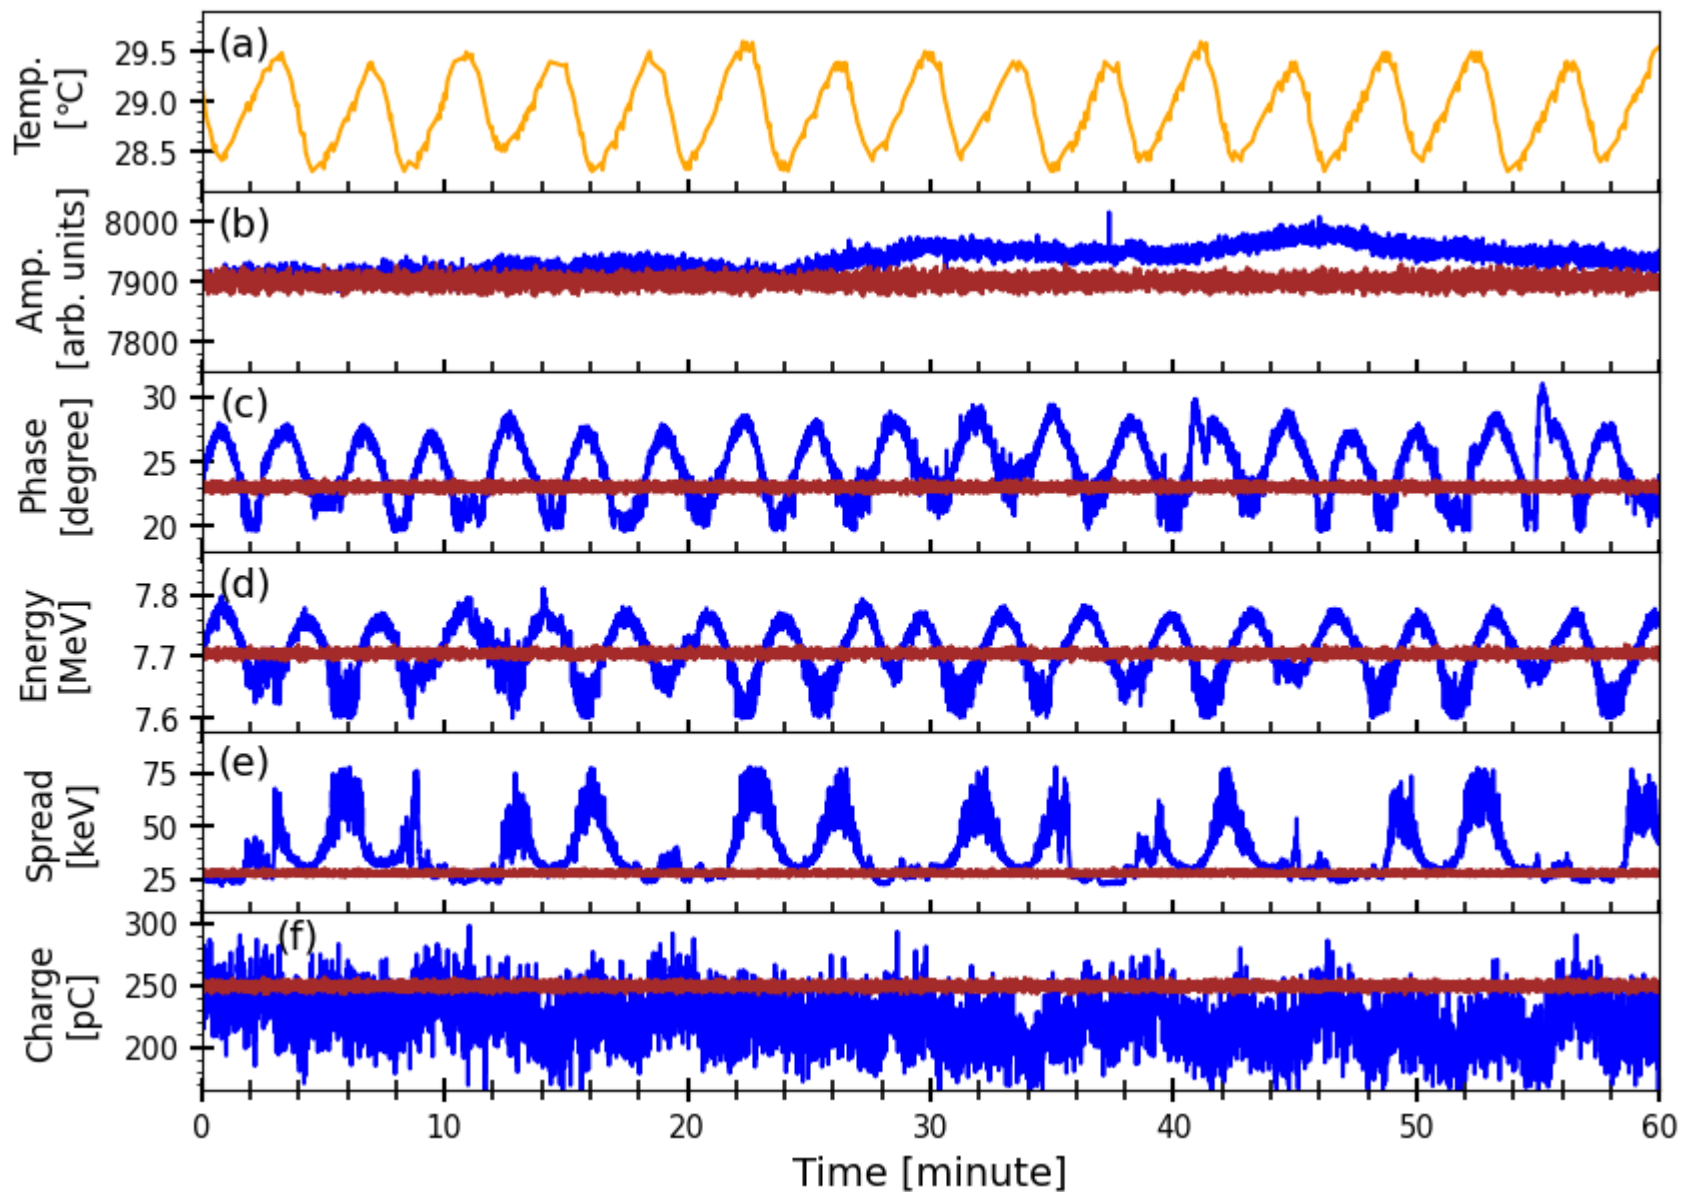 (a)
Temp.
[°C]
29.5
29.0
28.5
(b)
Amp.
[arb. units]
8000
7900
7800
(c)
Phase
[degree]
30
25
20
(d)
Energy
[MeV]
7.8
7.7
7.6
(e)
Spread
[keV]
75
50
25
(f)
Charge
[pC]
300
250
200
0 10 20 30 40 50 60
Time [minute]